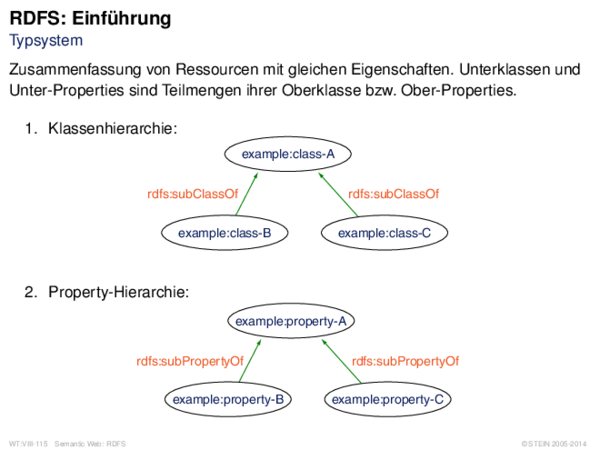 RDFS: Einführung
Typsystem
Zusammenfassung von Ressourcen mit gleichen Eigenschaften. Unterklassen und
Unter-Properties sind Teilmengen ihrer Oberklasse bzw. Ober-Properties.
1. Klassenhierarchie:
example:class-A
rdfs:subClassOf rdfs:subClassOf
example:class-B example:class-C
2. Property-Hierarchie:
example:property-A
rdfs:subPropertyOf rdfs:subPropertyOf
example:property-B example:property-C
WT:VIII-115 Semantic Web: RDFS © STEIN 2005-2014